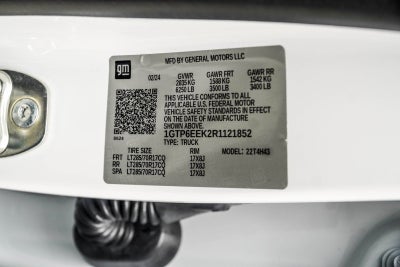 gm
MFD BY GENERAL MOTORS LLC
02/24 GVWR GAWR FRT GAWR RR
2835 KG 1588 KG 1542 KG
6250 LB 3500 LB 3400 LB
THIS VEHICLE CONFORMS TO ALL
APPLICABLE U.S. FEDERAL MOTOR
VEHICLE SAFETY STANDARDS IN EFFECT
ON THE DATE OF MANUFACTURE
SHOWN ABOVE.
1GTP6EEK2R1121852
TYPE: TRUCK
TIRE SIZE RIM MODEL: 22T4H43
FRT LT285/70R17CQ 17X8J
RR LT285/70R17CQ 17X8J
SPA LT285/70R17CQ 17X8J